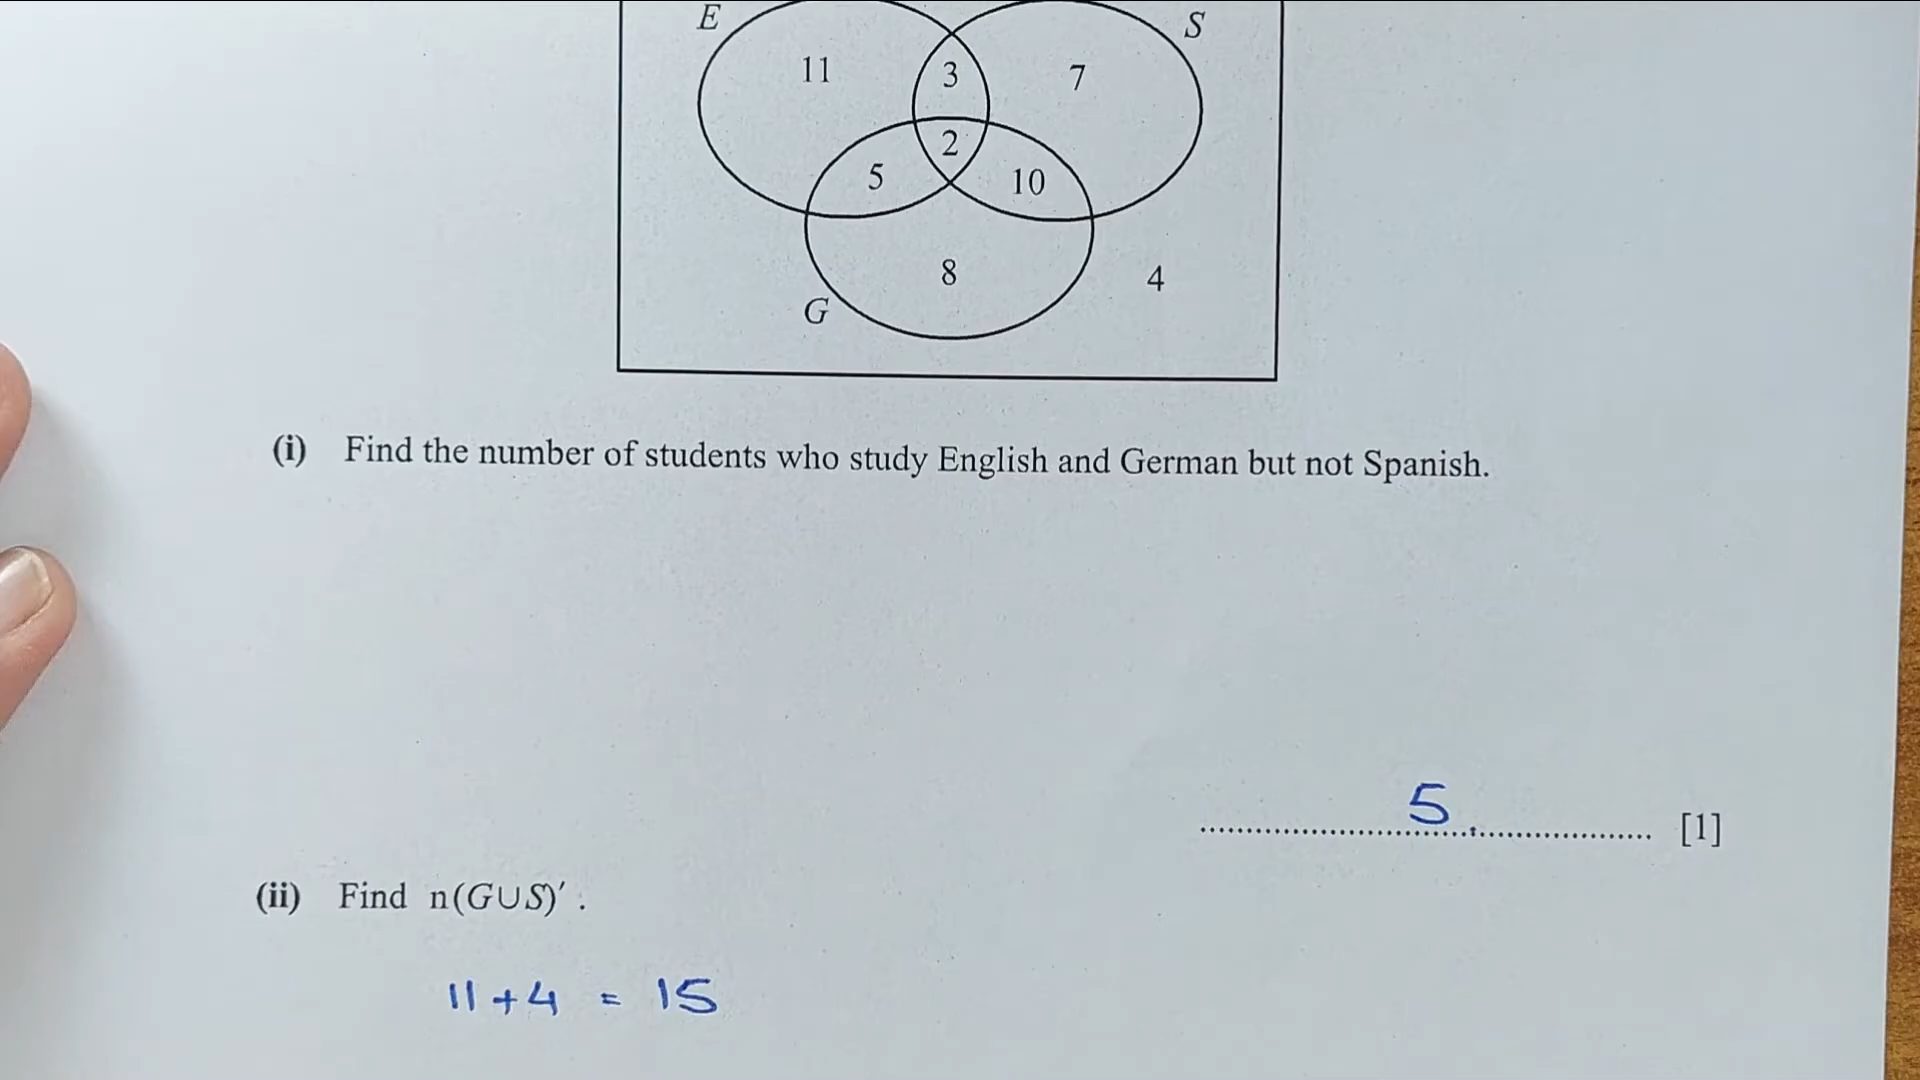 E S
11 3 7
2
5 10
8 4
G
(i) Find the number of students who study English and German but not Spanish.
5
........................................ [1]
(ii) Find n(G∪S)′ .
11 + 4 = 15